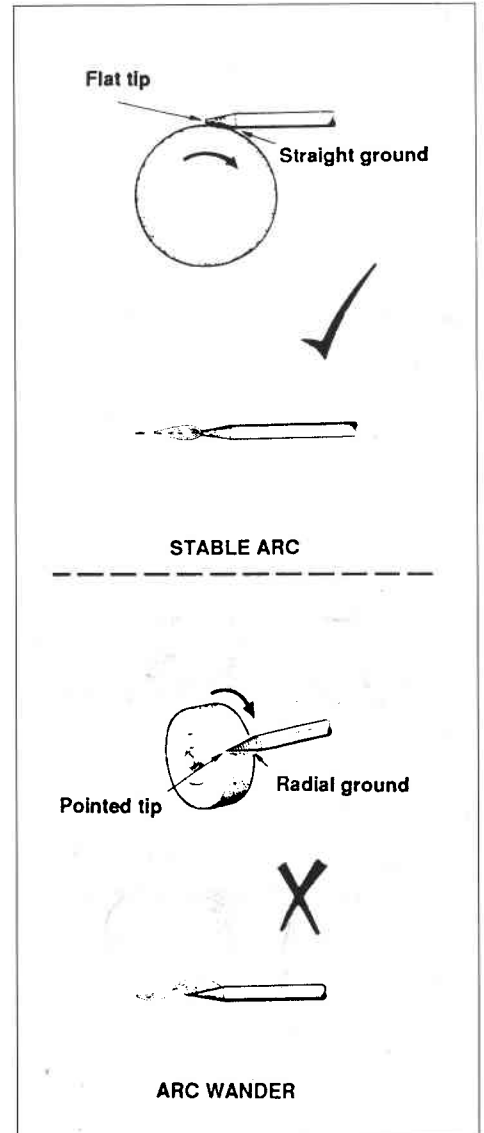 Flat tip
Straight ground
STABLE ARC
Radial ground
Pointed tip
ARC WANDER